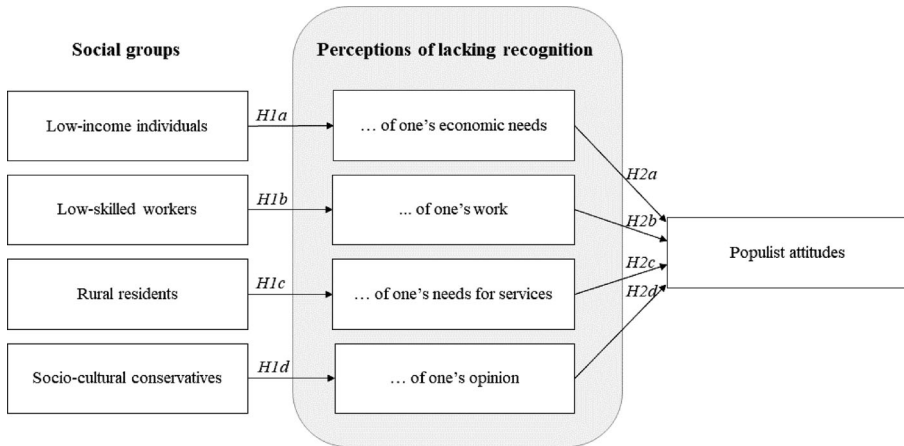 Social groups
Perceptions of lacking recognition
Low-income individuals
H1a
… of one's economic needs
H2a
Low-skilled workers
H1b
... of one's work
H2b
Populist attitudes
Rural residents
H1c
… of one's needs for services
H2c
H2d
Socio-cultural conservatives
H1d
… of one's opinion